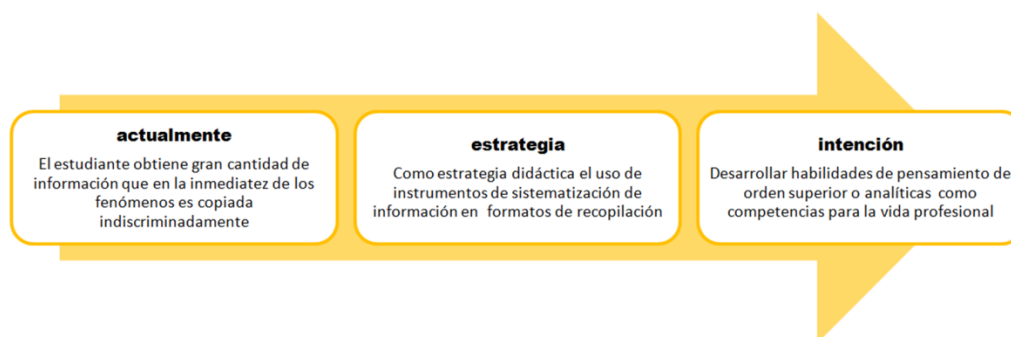 actualmente
El estudiante obtiene gran cantidad de
información que en la inmediatez de los
fenómenos es copiada
indiscriminadamente
estrategia
Como estrategia didáctica el uso de
instrumentos de sistematización de
información en formatos de recopilación
intención
Desarrollar habilidades de pensamiento de
orden superior o analíticas como
competencias para la vida profesional